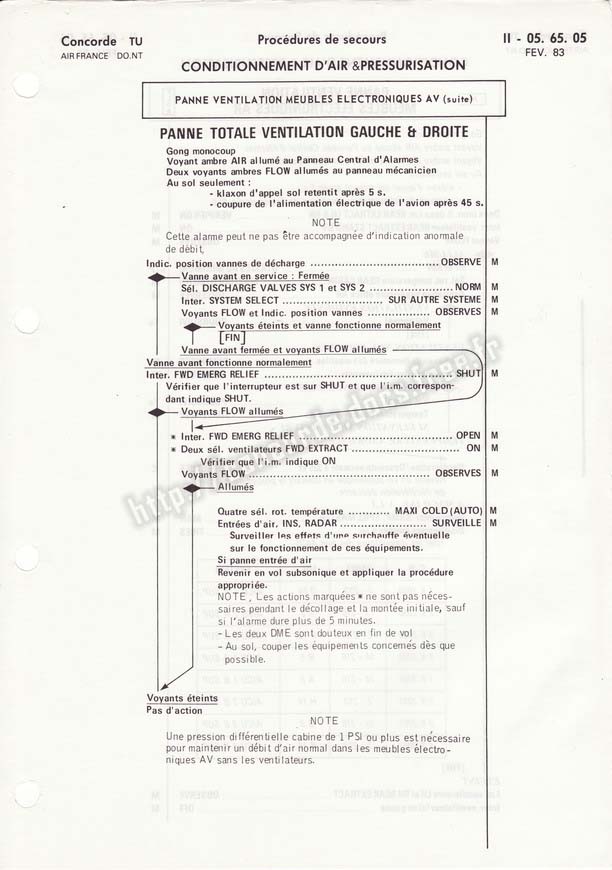 Concorde TU
AIR FRANCE DO.NT
Procédures de secours
II - 05. 65. 05
FEV. 83
CONDITIONNEMENT D'AIR &PRESSURISATION
PANNE VENTILATION MEUBLES ELECTRONIQUES AV (suite)
PANNE TOTALE VENTILATION GAUCHE & DROITE
Gong monocoup
Voyant ambre AIR allumé au Panneau Central d'Alarmes
Deux voyants ambres FLOW allumés au panneau mécanicien
Au sol seulement :
- klaxon d'appel sol retentit après 5 s.
- coupure de l'alimentation électrique de l'avion après 45 s.
NOTE
Cette alarme peut ne pas être accompagnée d'indication anormale
de débit,
Indic. position vannes de décharge .......... OBSERVE M
Vanne avant en service : Fermée
Sél. DISCHARGE VALVES SYS 1 et SYS 2 .......... NORM M
Inter. SYSTEM SELECT .......... SUR AUTRE SYSTEME M
Voyants FLOW et Indic. position vannes .......... OBSERVES M
Voyants éteints et vanne fonctionne normalement
[FIN]
Vanne avant fermée et voyants FLOW allumés
Vanne avant fonctionne normalement
Inter. FWD EMERG RELIEF .......... SHUT M
Vérifier que l'interrupteur est sur SHUT et que l'i.m. correspon-
dant indique SHUT.
Voyants FLOW allumés
* Inter. FWD EMERG RELIEF .......... OPEN M
* Deux sél. ventilateurs FWD EXTRACT .......... ON M
Vérifier que l'i.m. indique ON
Voyants FLOW .......... OBSERVES M
Allumés
Quatre sél. rot. température .......... MAXI COLD (AUTO) M
Entrées d'air. INS, RADAR .......... SURVEILLE M
Surveiller les effets d'une surchauffe éventuelle
sur le fonctionnement de ces équipements.
Si panne entrée d'air
Revenir en vol subsonique et appliquer la procédure
appropriée.
NOTE, Les actions marquées * ne sont pas néces-
saires pendant le décollage et la montée initiale, sauf
si l'alarme dure plus de 5 minutes.
- Les deux DME sont douteux en fin de vol
- Au sol, couper les équipements concernés dès que
possible.
Voyants éteints
Pas d'action
NOTE
Une pression différentielle cabine de 1 PSI ou plus est nécessaire
pour maintenir un débit d'air normal dans les meubles électro-
niques AV sans les ventilateurs.